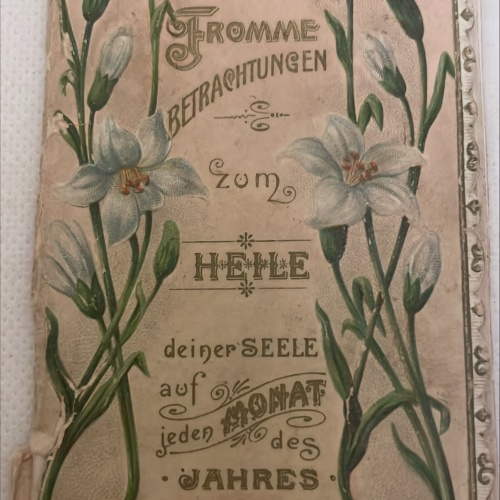 FROMME
BETRACHTUNGEN
zum
HEILE
deiner SEELE
auf MONAT
jeden des
· JAHRES ·